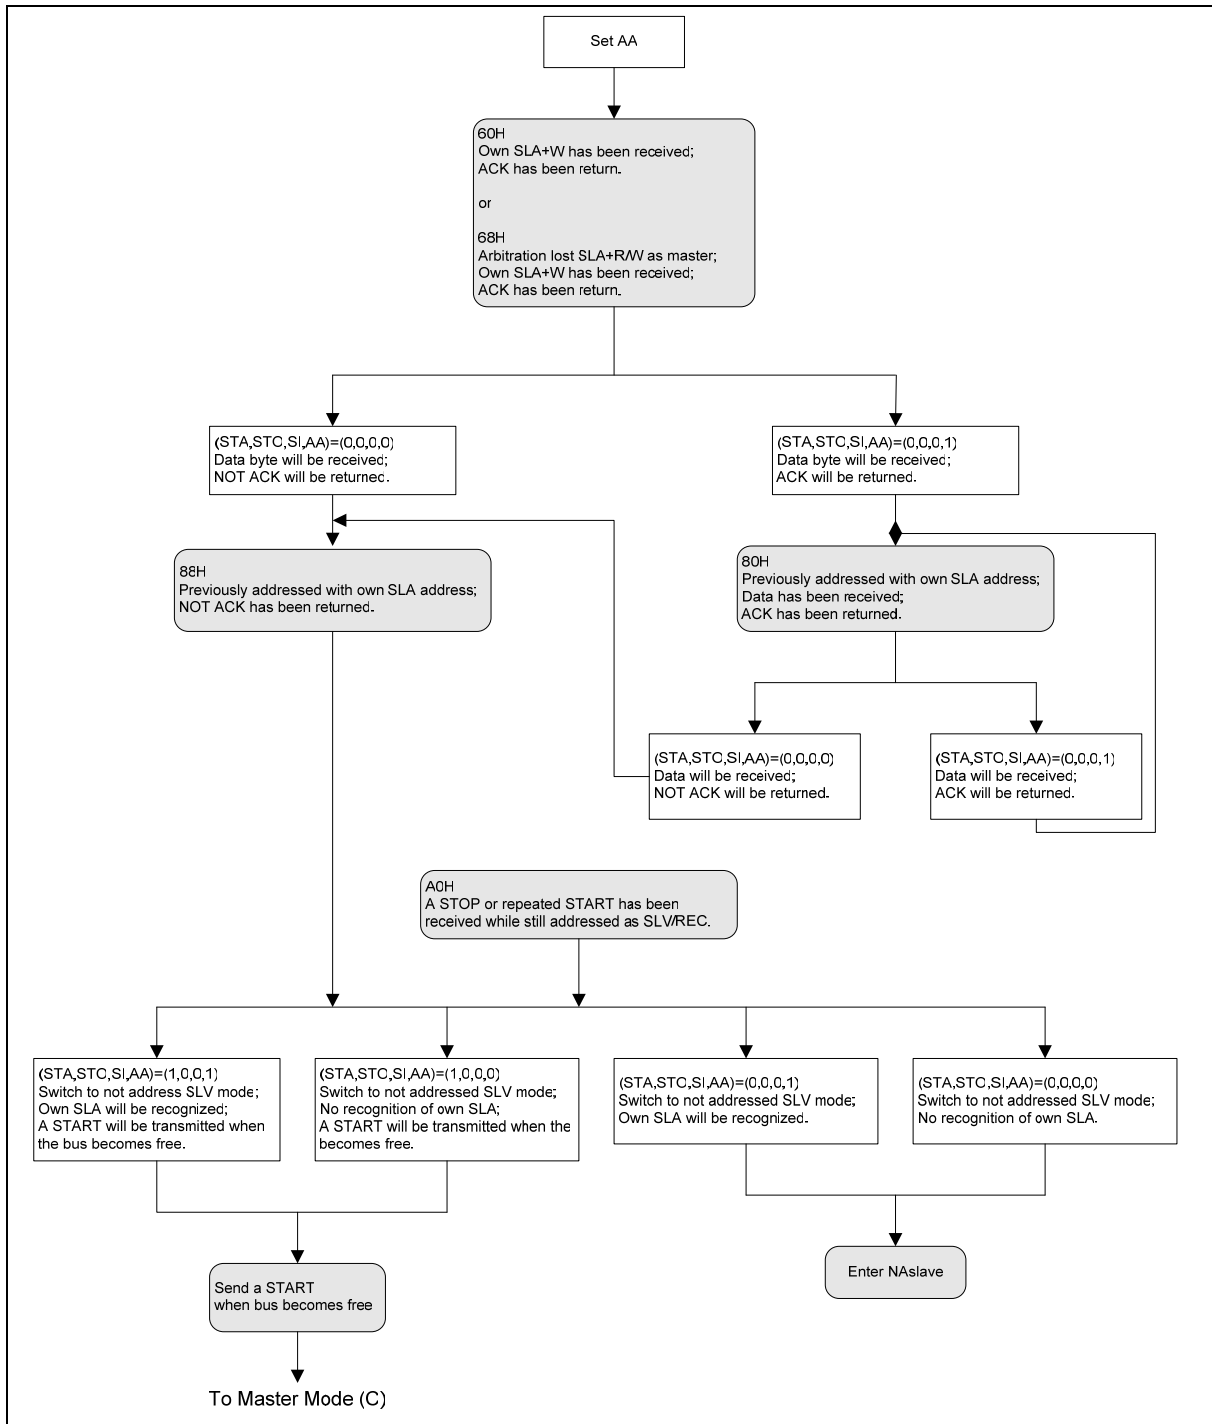 Set AA
60H
Own SLA+W has been received;
ACK has been return.
or
68H
Arbitration lost SLA+R/W as master;
Own SLA+W has been received;
ACK has been return.
(STA,STO,SI,AA)=(0,0,0,0)
Data byte will be received;
NOT ACK will be returned.
(STA,STO,SI,AA)=(0,0,0,1)
Data byte will be received;
ACK will be returned.
88H
Previously addressed with own SLA address;
NOT ACK has been returned.
80H
Previously addressed with own SLA address;
Data has been received;
ACK has been returned.
(STA,STO,SI,AA)=(0,0,0,0)
Data will be received;
NOT ACK will be returned.
(STA,STO,SI,AA)=(0,0,0,1)
Data will be received;
ACK will be returned.
A0H
A STOP or repeated START has been
received while still addressed as SLV/REC.
(STA,STO,SI,AA)=(1,0,0,1)
Switch to not address SLV mode;
Own SLA will be recognized;
A START will be transmitted when
the bus becomes free.
(STA,STO,SI,AA)=(1,0,0,0)
Switch to not addressed SLV mode;
No recognition of own SLA;
A START will be transmitted when the
becomes free.
(STA,STO,SI,AA)=(0,0,0,1)
Switch to not addressed SLV mode;
Own SLA will be recognized.
(STA,STO,SI,AA)=(0,0,0,0)
Switch to not addressed SLV mode;
No recognition of own SLA.
Send a START
when bus becomes free
Enter NAslave
To Master Mode (C)